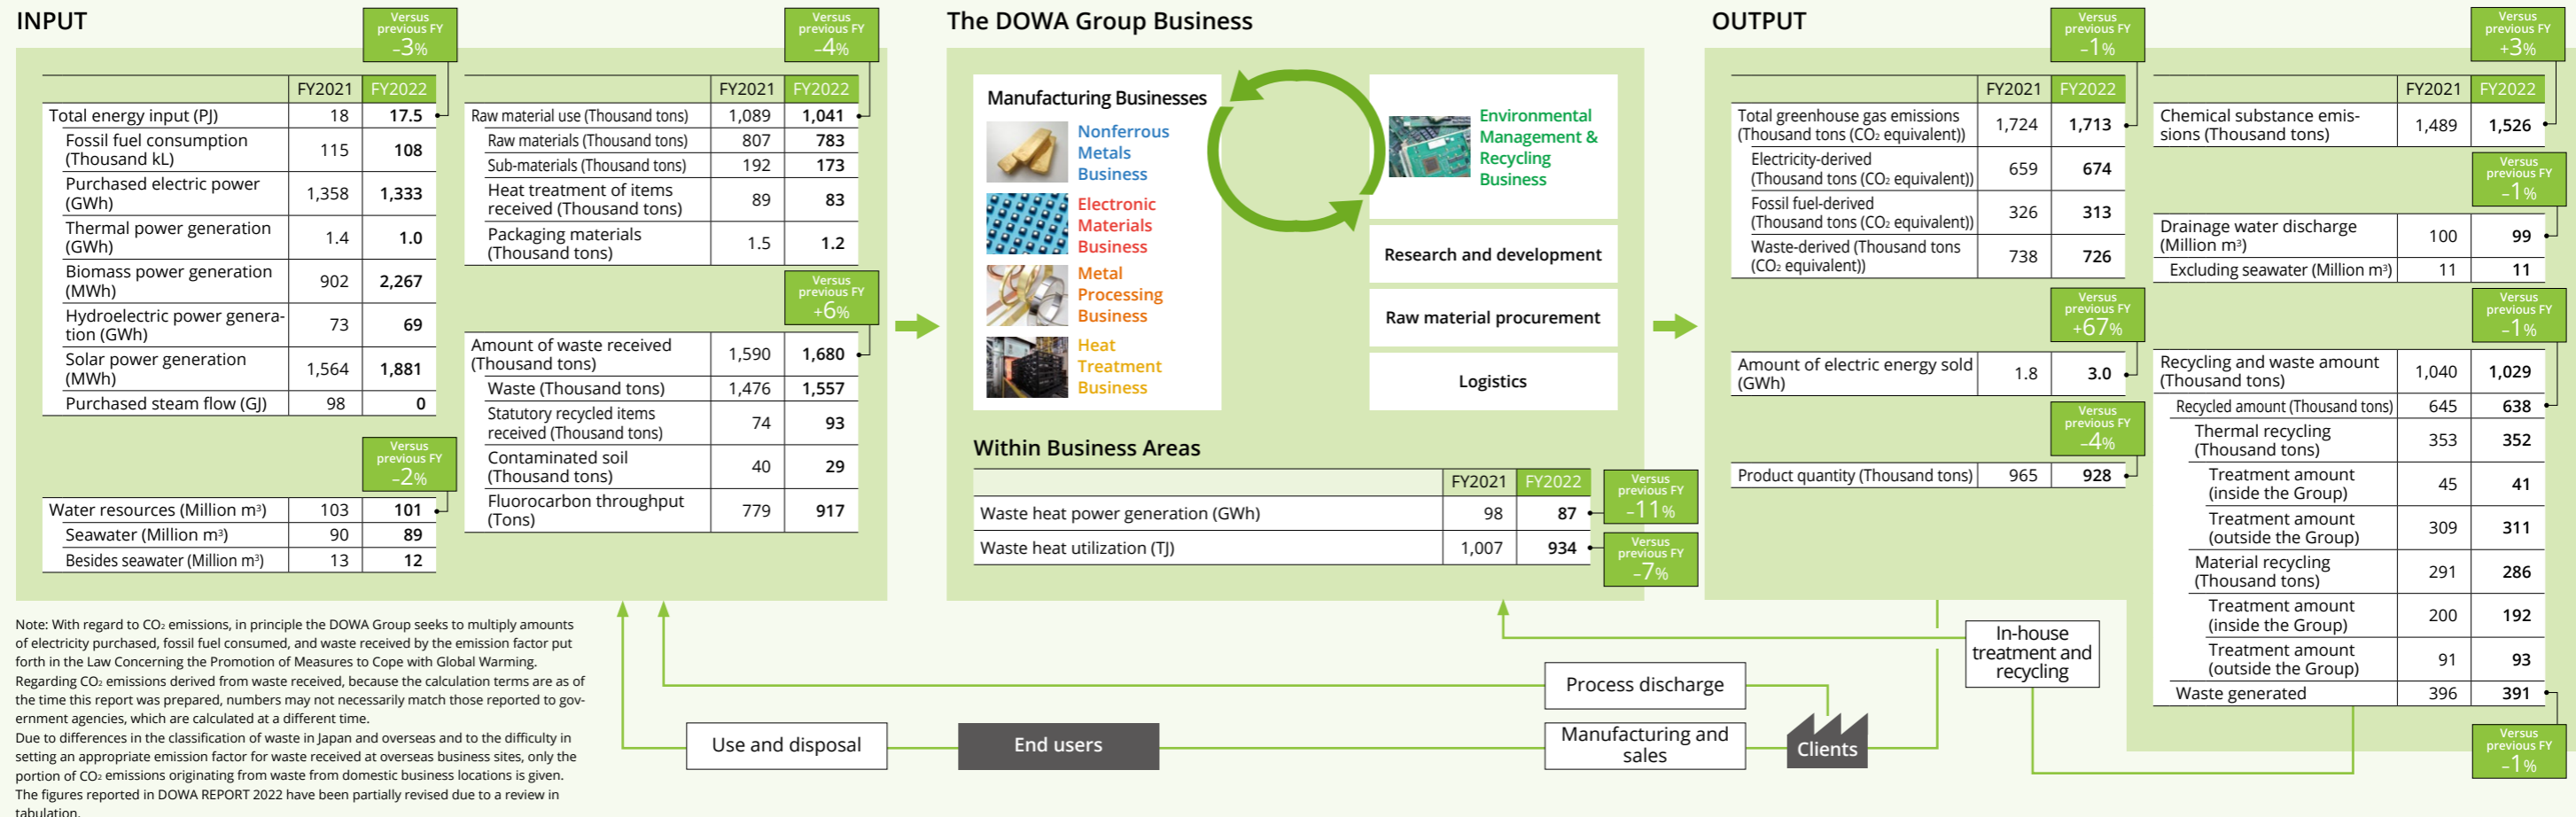 INPUT
Versus
previous FY
–3%
FY2021 FY2022
Total energy input (PJ) 18 17.5
Fossil fuel consumption
(Thousand kL) 115 108
Purchased electric power
(GWh) 1,358 1,333
Thermal power generation
(GWh) 1.4 1.0
Biomass power generation
(MWh) 902 2,267
Hydroelectric power genera-
tion (GWh) 73 69
Solar power generation
(MWh) 1,564 1,881
Purchased steam flow (GJ) 98 0
Versus
previous FY
–2%
Water resources (Million m³) 103 101
Seawater (Million m³) 90 89
Besides seawater (Million m³) 13 12
Versus
previous FY
–4%
FY2021 FY2022
Raw material use (Thousand tons) 1,089 1,041
Raw materials (Thousand tons) 807 783
Sub-materials (Thousand tons) 192 173
Heat treatment of items
received (Thousand tons) 89 83
Packaging materials
(Thousand tons) 1.5 1.2
Versus
previous FY
+6%
Amount of waste received
(Thousand tons) 1,590 1,680
Waste (Thousand tons) 1,476 1,557
Statutory recycled items
received (Thousand tons) 74 93
Contaminated soil
(Thousand tons) 40 29
Fluorocarbon throughput
(Tons) 779 917
The DOWA Group Business
Manufacturing Businesses
Nonferrous
Metals
Business
Electronic
Materials
Business
Metal
Processing
Business
Heat
Treatment
Business
Environmental
Management &
Recycling
Business
Research and development
Raw material procurement
Logistics
Within Business Areas
FY2021 FY2022
Waste heat power generation (GWh) 98 87
Versus
previous FY
–11%
Waste heat utilization (TJ) 1,007 934
Versus
previous FY
–7%
OUTPUT
Versus
previous FY
–1%
FY2021 FY2022
Total greenhouse gas emissions
(Thousand tons (CO₂ equivalent)) 1,724 1,713
Electricity-derived
(Thousand tons (CO₂ equivalent)) 659 674
Fossil fuel-derived
(Thousand tons (CO₂ equivalent)) 326 313
Waste-derived (Thousand tons
(CO₂ equivalent)) 738 726
Versus
previous FY
+67%
Amount of electric energy sold
(GWh) 1.8 3.0
Versus
previous FY
–4%
Product quantity (Thousand tons) 965 928
Versus
previous FY
+3%
FY2021 FY2022
Chemical substance emis-
sions (Thousand tons) 1,489 1,526
Versus
previous FY
–1%
Drainage water discharge
(Million m³) 100 99
Excluding seawater (Million m³) 11 11
Versus
previous FY
–1%
Recycling and waste amount
(Thousand tons) 1,040 1,029
Recycled amount (Thousand tons) 645 638
Thermal recycling
(Thousand tons) 353 352
Treatment amount
(inside the Group) 45 41
Treatment amount
(outside the Group) 309 311
Material recycling
(Thousand tons) 291 286
Treatment amount
(inside the Group) 200 192
Treatment amount
(outside the Group) 91 93
Waste generated 396 391
Versus
previous FY
–1%
Note: With regard to CO₂ emissions, in principle the DOWA Group seeks to multiply amounts
of electricity purchased, fossil fuel consumed, and waste received by the emission factor put
forth in the Law Concerning the Promotion of Measures to Cope with Global Warming.
Regarding CO₂ emissions derived from waste received, because the calculation terms are as of
the time this report was prepared, numbers may not necessarily match those reported to gov-
ernment agencies, which are calculated at a different time.
Due to differences in the classification of waste in Japan and overseas and to the difficulty in
setting an appropriate emission factor for waste received at overseas business sites, only the
portion of CO₂ emissions originating from waste from domestic business locations is given.
The figures reported in DOWA REPORT 2022 have been partially revised due to a review in
tabulation.
In-house
treatment and
recycling
Process discharge
Use and disposal
End users
Manufacturing and
sales
Clients